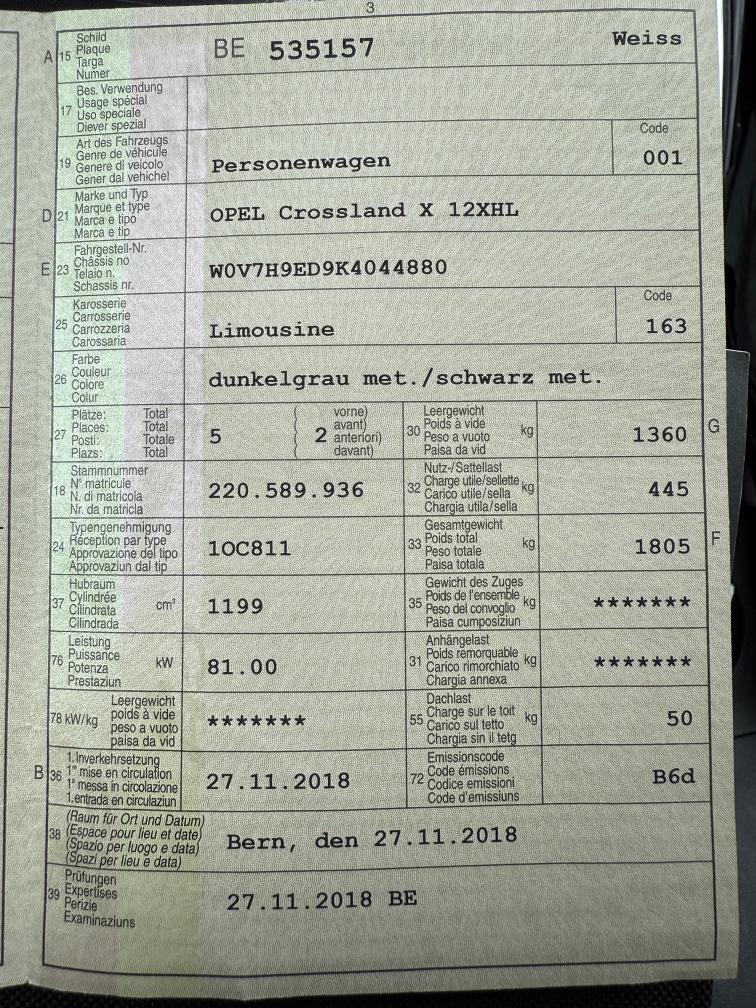 3
A 15 Schild
Plaque
Targa
Numer
BE 535157 Weiss
17 Bes. Verwendung
Usage spécial
Uso speciale
Diever spezial
19 Art des Fahrzeugs
Genre de véhicule
Genere di veicolo
Gener dal vehichel
Personenwagen
Code
001
D 21 Marke und Typ
Marque et type
Marca e tipo
Marca e tip
OPEL Crossland X 12XHL
E 23 Fahrgestell-Nr.
Châssis no
Telaio n.
Schassis nr.
W0V7H9ED9K4044880
25 Karosserie
Carrosserie
Carrozzeria
Carossaria
Limousine
Code
163
26 Farbe
Couleur
Colore
Colur
dunkelgrau met./schwarz met.
27 Plätze: Total
Places: Total
Posti: Totale
Plazs: Total
5
( vorne)
( avant)
( 2 anteriori)
( davant)
30 Leergewicht
Poids à vide
Peso a vuoto
Paisa da vid
kg
1360
G
18 Stammnummer
N° matricule
N. di matricola
Nr. da matricla
220.589.936
32 Nutz-/Sattellast
Charge utile/sellette
Carico utile/sella
Chargia utila/sella
kg
445
24 Typengenehmigung
Réception par type
Approvazione del tipo
Approvaziun dal tip
1OC811
33 Gesamtgewicht
Poids total
Peso totale
Paisa totala
kg
1805
F
37 Hubraum
Cylindrée
Cilindrata
Cilindrada
cm³
1199
35 Gewicht des Zuges
Poids de l'ensemble
Peso del convoglio
Paisa cumposiziun
kg
*******
76 Leistung
Puissance
Potenza
Prestaziun
kW
81.00
31 Anhängelast
Poids remorquable
Carico rimorchiato
Chargia annexa
kg
*******
78 kW/kg
Leergewicht
poids à vide
peso a vuoto
paisa da vid
*******
55 Dachlast
Charge sur le toit
Carico sul tetto
Chargia sin il tetg
kg
50
B 36 1.Inverkehrsetzung
1re mise en circulation
1a messa in circolazione
1.entrada en circulaziun
27.11.2018
72 Emissionscode
Code émissions
Codice emissioni
Code d'emissiuns
B6d
38 (Raum für Ort und Datum)
(Espace pour lieu et date)
(Spazio per luogo e data)
(Spazi per lieu e data)
Bern, den 27.11.2018
39 Prüfungen
Expertises
Perizie
Examinaziuns
27.11.2018 BE